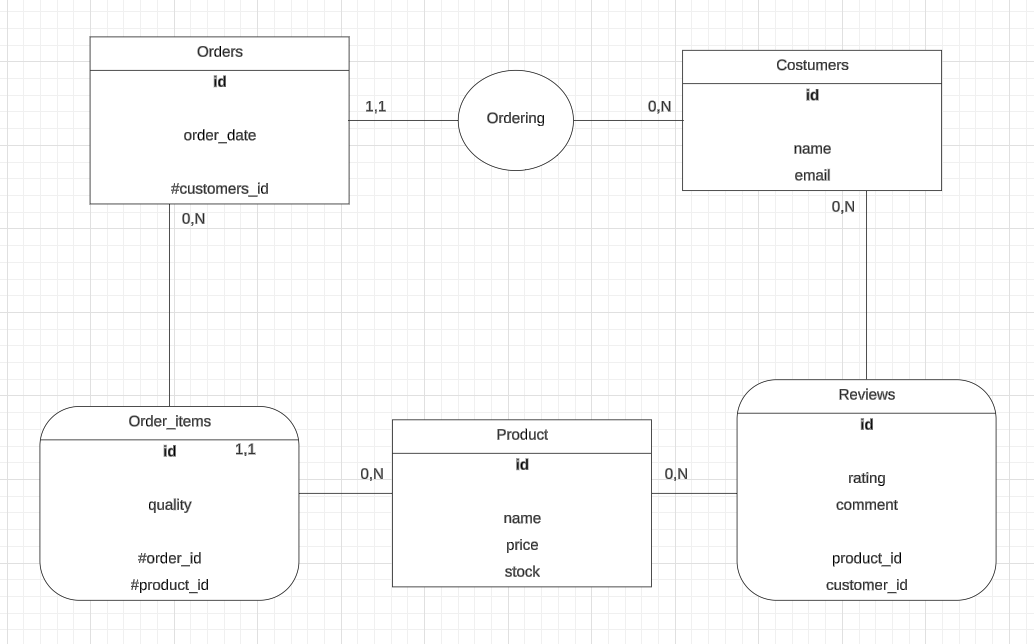 Orders
id
order_date
#customers_id
1,1
Ordering
0,N
Costumers
id
name
email
0,N
0,N
Order_items
id
1,1
quality
#order_id
#product_id
0,N
Product
id
name
price
stock
0,N
Reviews
id
rating
comment
product_id
customer_id